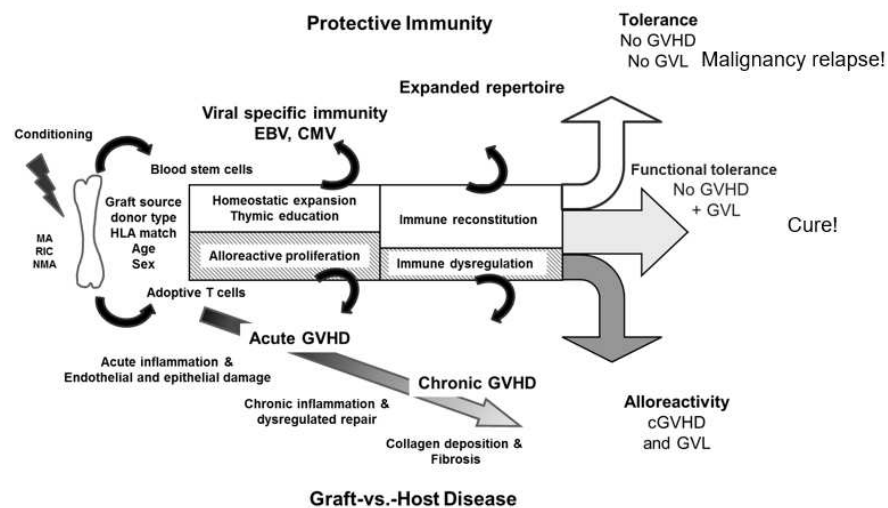 Protective Immunity
Tolerance
No GVHD
No GVL
Malignancy relapse!
Expanded repertoire
Viral specific immunity
EBV, CMV
Conditioning
Blood stem cells
Functional tolerance
No GVHD
+ GVL
Cure!
Graft source
donor type
HLA match
Age
Sex
MA
RIC
NMA
Homeostatic expansion
Thymic education
Immune reconstitution
Alloreactive proliferation
Immune dysregulation
Adoptive T cells
Acute GVHD
Acute inflammation &
Endothelial and epithelial damage
Chronic GVHD
Chronic inflammation &
dysregulated repair
Collagen deposition &
Fibrosis
Alloreactivity
cGVHD
and GVL
Graft-vs.-Host Disease